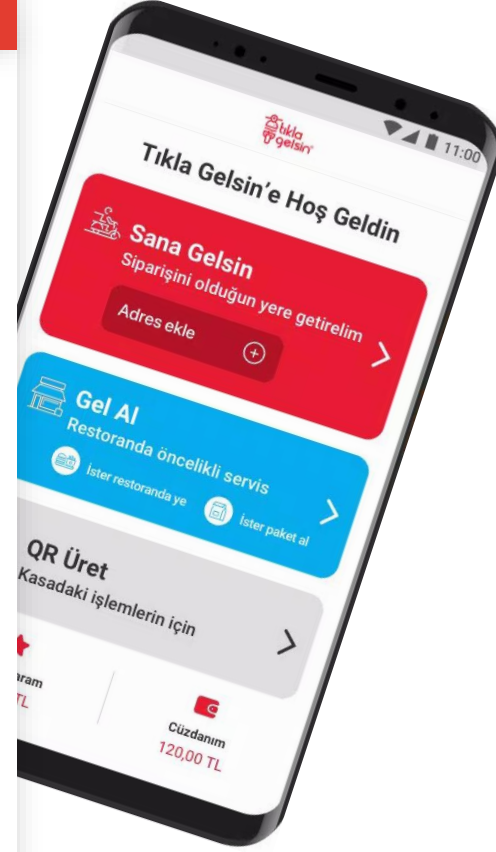 11:00
tıkla
gelsin
Tıkla Gelsin'e Hoş Geldin
Sana Gelsin
Siparişini olduğun yere getirelim
Adres ekle
Gel Al
Restoranda öncelikli servis
İster restoranda ye
İster paket al
QR Üret
Kasadaki işlemlerin için
Cüzdanım
120,00 TL